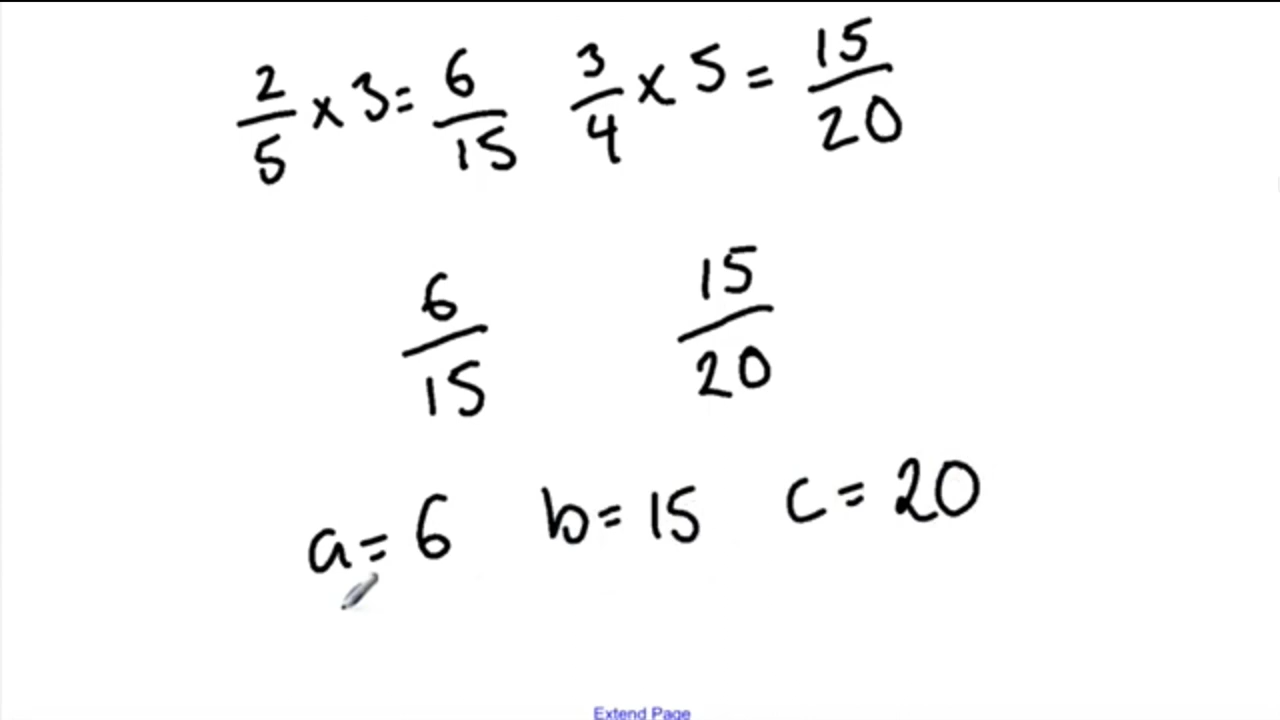 2/5 x 3 = 6/15 3/4 x 5 = 15/20
6/15 15/20
a = 6 b = 15 c = 20
Extend Page